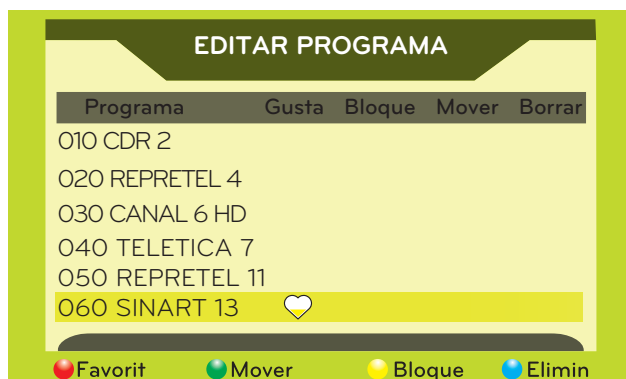 EDITAR PROGRAMA
Programa Gusta Bloque Mover Borrar
010 CDR 2
020 REPRETEL 4
030 CANAL 6 HD
040 TELETICA 7
050 REPRETEL 11
060 SINART 13
Favorit Mover Bloque Elimin